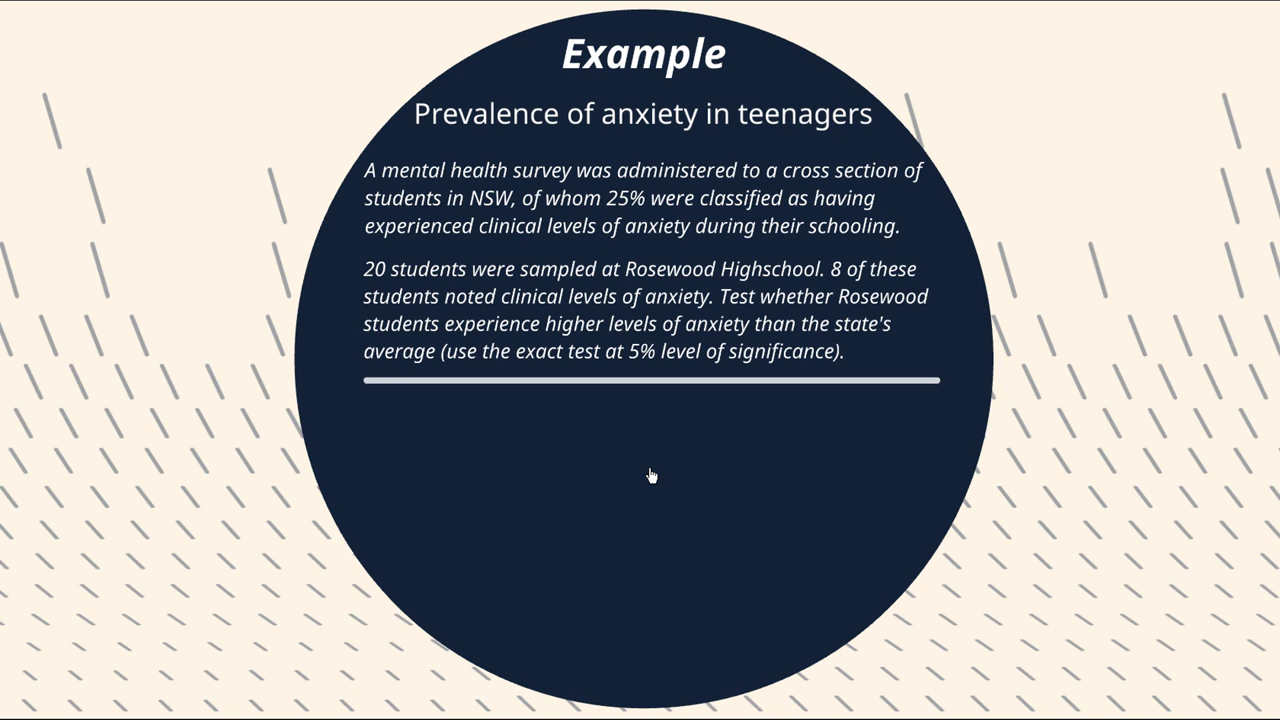 Example
Prevalence of anxiety in teenagers
A mental health survey was administered to a cross section of
students in NSW, of whom 25% were classified as having
experienced clinical levels of anxiety during their schooling.
20 students were sampled at Rosewood Highschool. 8 of these
students noted clinical levels of anxiety. Test whether Rosewood
students experience higher levels of anxiety than the state's
average (use the exact test at 5% level of significance).